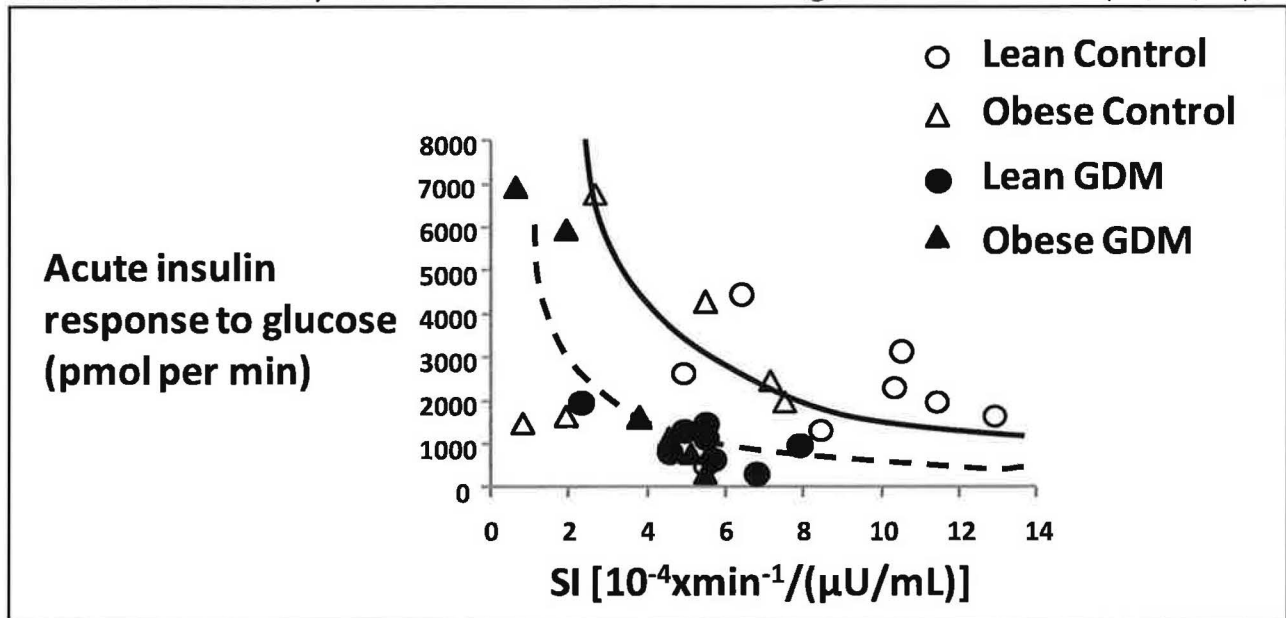 Lean Control
Obese Control
Lean GDM
Obese GDM
8000
7000
6000
5000
4000
3000
2000
1000
0
Acute insulin
response to glucose
(pmol per min)
0 2 4 6 8 10 12 14
SI [10⁻⁴xmin⁻¹/(µU/mL)]